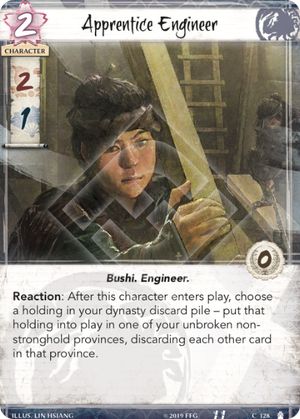 2
Apprentice Engineer
CHARACTER
2
1
0
Bushi. Engineer.
Reaction: After this character enters play, choose
a holding in your dynasty discard pile – put that
holding into play in one of your unbroken non-
stronghold provinces, discarding each other card
in that province.
ILLUS. LIN HSIANG ©2019 FFG 11 C 128